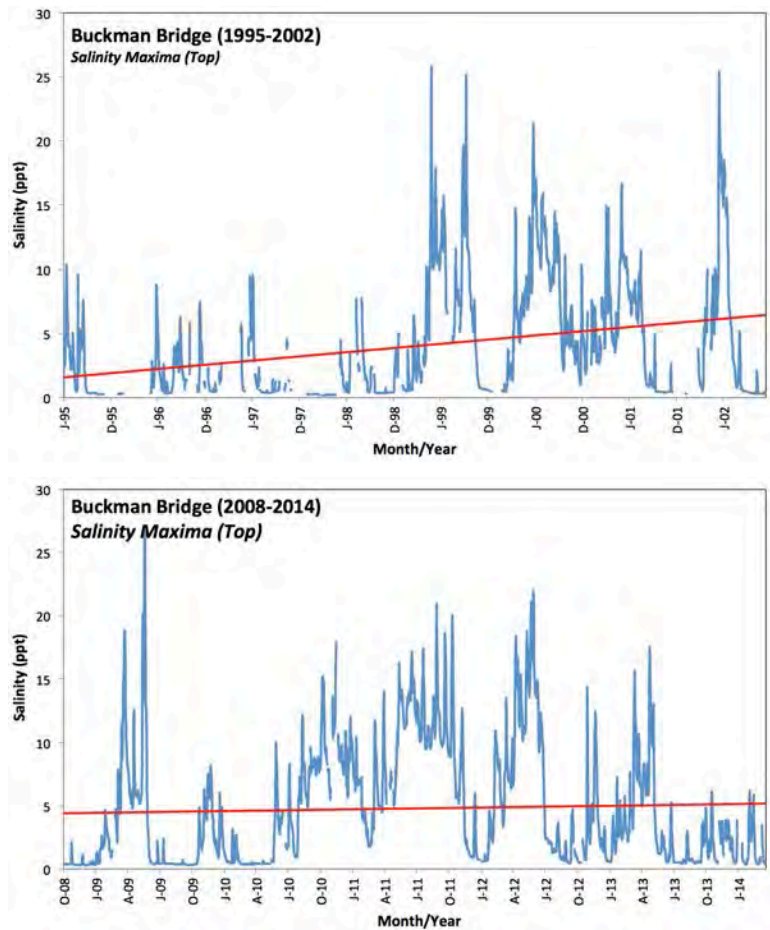 Buckman Bridge (1995-2002)
Salinity Maxima (Top)
30
25
20
15
10
5
0
Salinity (ppt)
J-95
D-95
J-96
D-96
J-97
D-97
J-98
D-98
J-99
D-99
J-00
D-00
J-01
D-01
J-02
Month/Year
Buckman Bridge (2008-2014)
Salinity Maxima (Top)
30
25
20
15
10
5
0
Salinity (ppt)
O-08
J-09
A-09
J-09
O-09
J-10
A-10
J-10
O-10
J-11
A-11
J-11
O-11
J-12
A-12
J-12
O-12
J-13
A-13
J-13
O-13
J-14
Month/Year